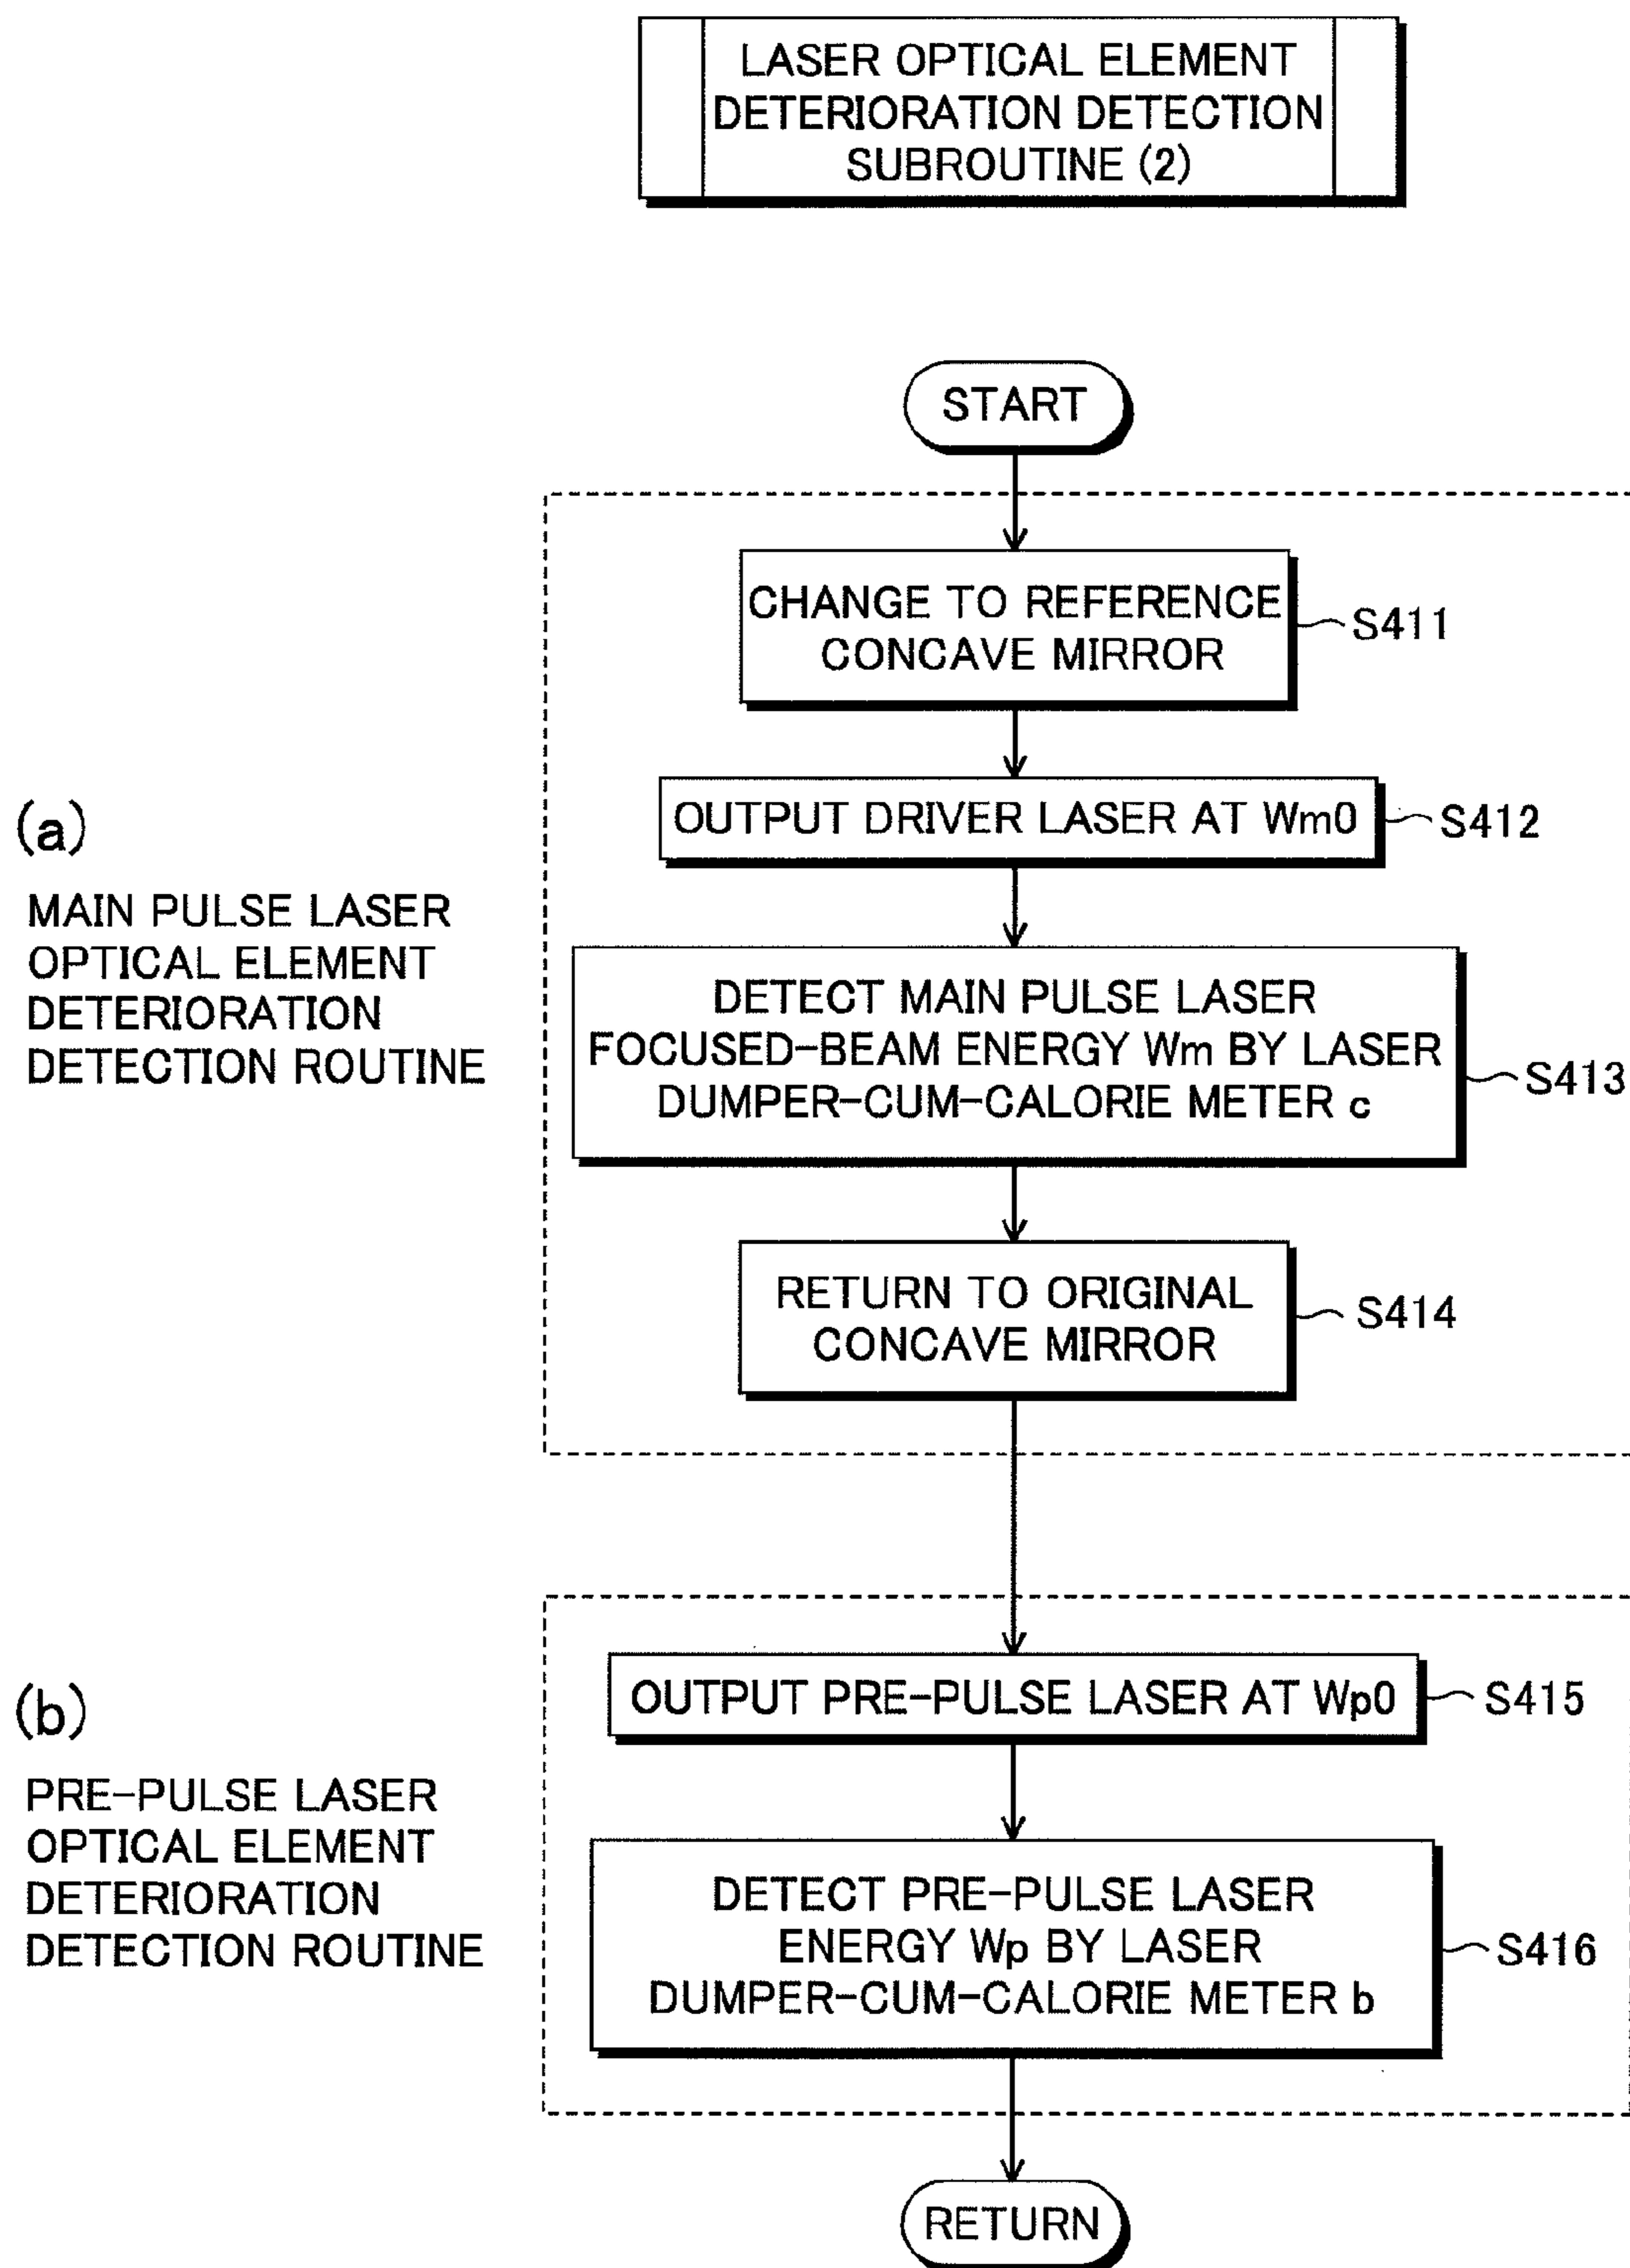 LASER OPTICAL ELEMENT
DETERIORATION DETECTION
SUBROUTINE (2)
START
(a)
MAIN PULSE LASER
OPTICAL ELEMENT
DETERIORATION
DETECTION ROUTINE
CHANGE TO REFERENCE
CONCAVE MIRROR
S411
OUTPUT DRIVER LASER AT Wm0
S412
DETECT MAIN PULSE LASER
FOCUSED-BEAM ENERGY Wm BY LASER
DUMPER-CUM-CALORIE METER c
S413
RETURN TO ORIGINAL
CONCAVE MIRROR
S414
(b)
PRE-PULSE LASER
OPTICAL ELEMENT
DETERIORATION
DETECTION ROUTINE
OUTPUT PRE-PULSE LASER AT Wp0
S415
DETECT PRE-PULSE LASER
ENERGY Wp BY LASER
DUMPER-CUM-CALORIE METER b
S416
RETURN